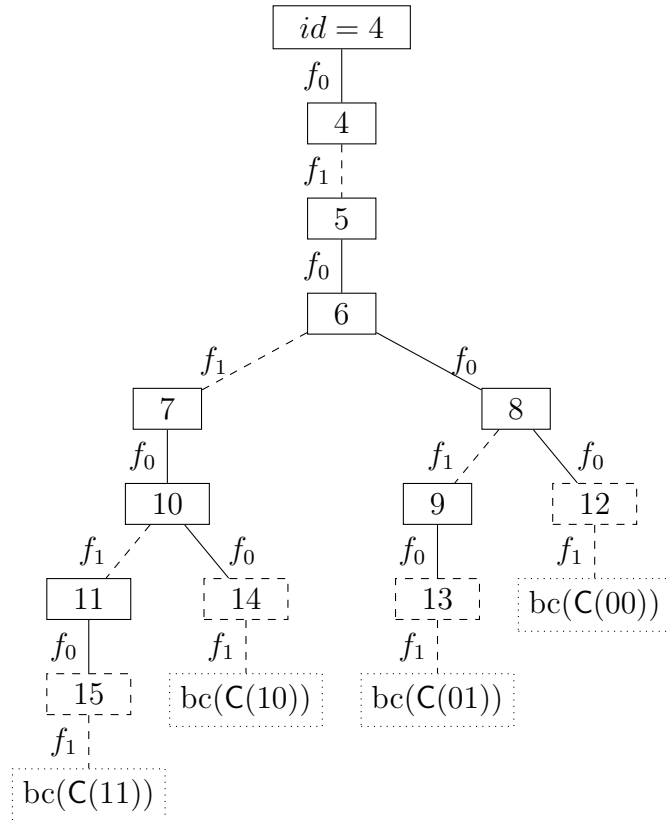 id = 4
f₀
4
f₁
5
f₀
6
f₁ f₀
7 8
f₀ f₁ f₀
10 9 12
f₁ f₀ f₀ f₁
11 14 13 bc(C(00))
f₀ f₁ f₁
15 bc(C(10)) bc(C(01))
f₁
bc(C(11))